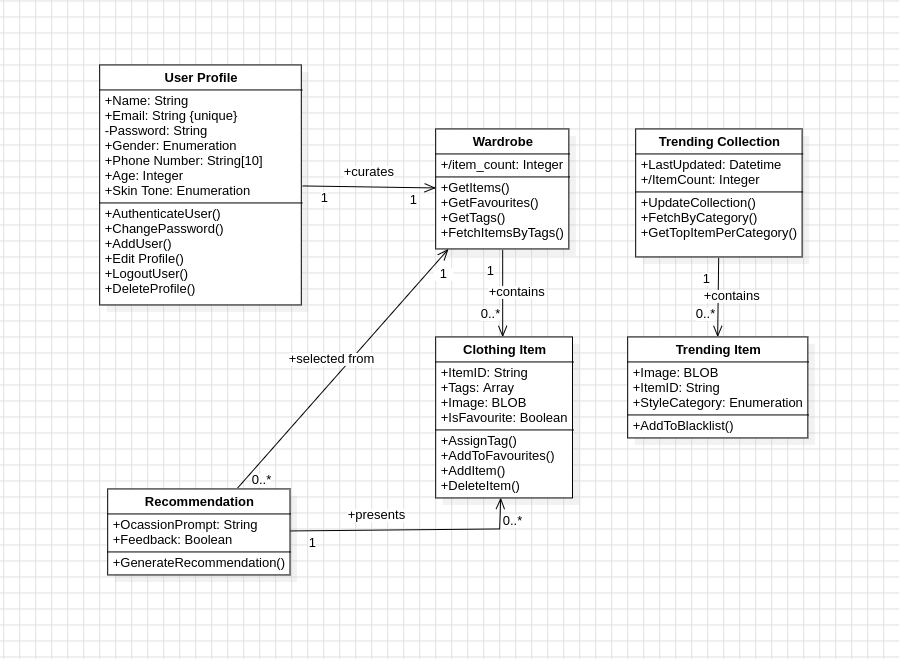 User Profile
+Name: String
+Email: String {unique}
-Password: String
+Gender: Enumeration
+Phone Number: String[10]
+Age: Integer
+Skin Tone: Enumeration
+AuthenticateUser()
+ChangePassword()
+AddUser()
+Edit Profile()
+LogoutUser()
+DeleteProfile()
+curates
1
1
Wardrobe
+/item_count: Integer
+GetItems()
+GetFavourites()
+GetTags()
+FetchItemsByTags()
Trending Collection
+LastUpdated: Datetime
+/ItemCount: Integer
+UpdateCollection()
+FetchByCategory()
+GetTopItemPerCategory()
1
1
+contains
0..*
1
+contains
0..*
+selected from
0..*
Clothing Item
+ItemID: String
+Tags: Array
+Image: BLOB
+IsFavourite: Boolean
+AssignTag()
+AddToFavourites()
+AddItem()
+DeleteItem()
Trending Item
+Image: BLOB
+ItemID: String
+StyleCategory: Enumeration
+AddToBlacklist()
Recommendation
+OcassionPrompt: String
+Feedback: Boolean
+GenerateRecommendation()
+presents
1
0..*